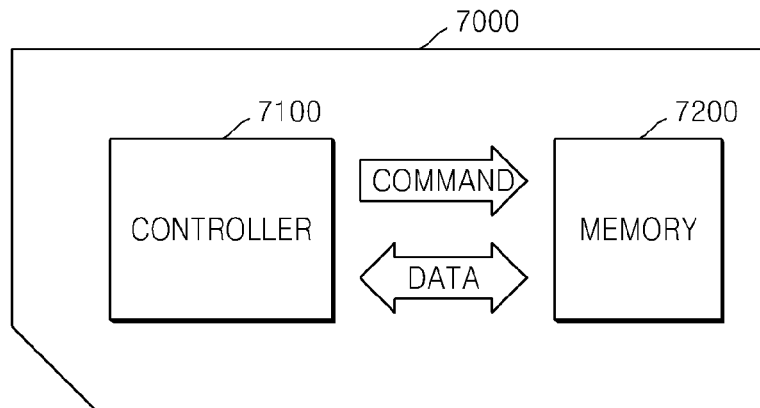 7000
7100
7200
COMMAND
CONTROLLER
MEMORY
DATA